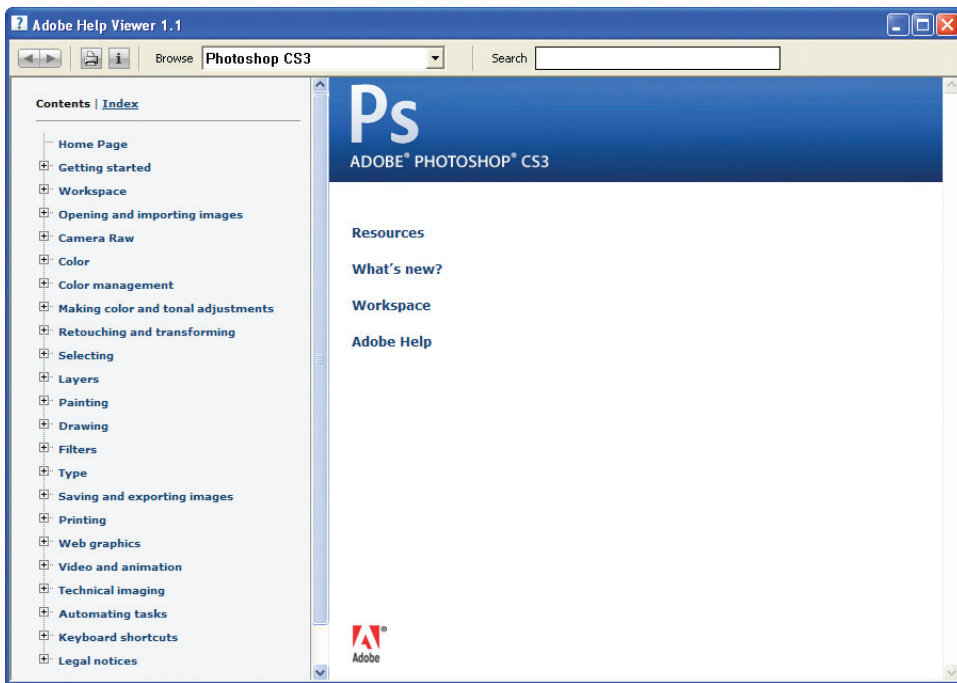 Adobe Help Viewer 1.1
Browse Photoshop CS3 Search
Contents | Index
Home Page
Getting started
Workspace
Opening and importing images
Camera Raw
Color
Color management
Making color and tonal adjustments
Retouching and transforming
Selecting
Layers
Painting
Drawing
Filters
Type
Saving and exporting images
Printing
Web graphics
Video and animation
Technical imaging
Automating tasks
Keyboard shortcuts
Legal notices
Ps
ADOBE® PHOTOSHOP® CS3
Resources
What's new?
Workspace
Adobe Help
Adobe